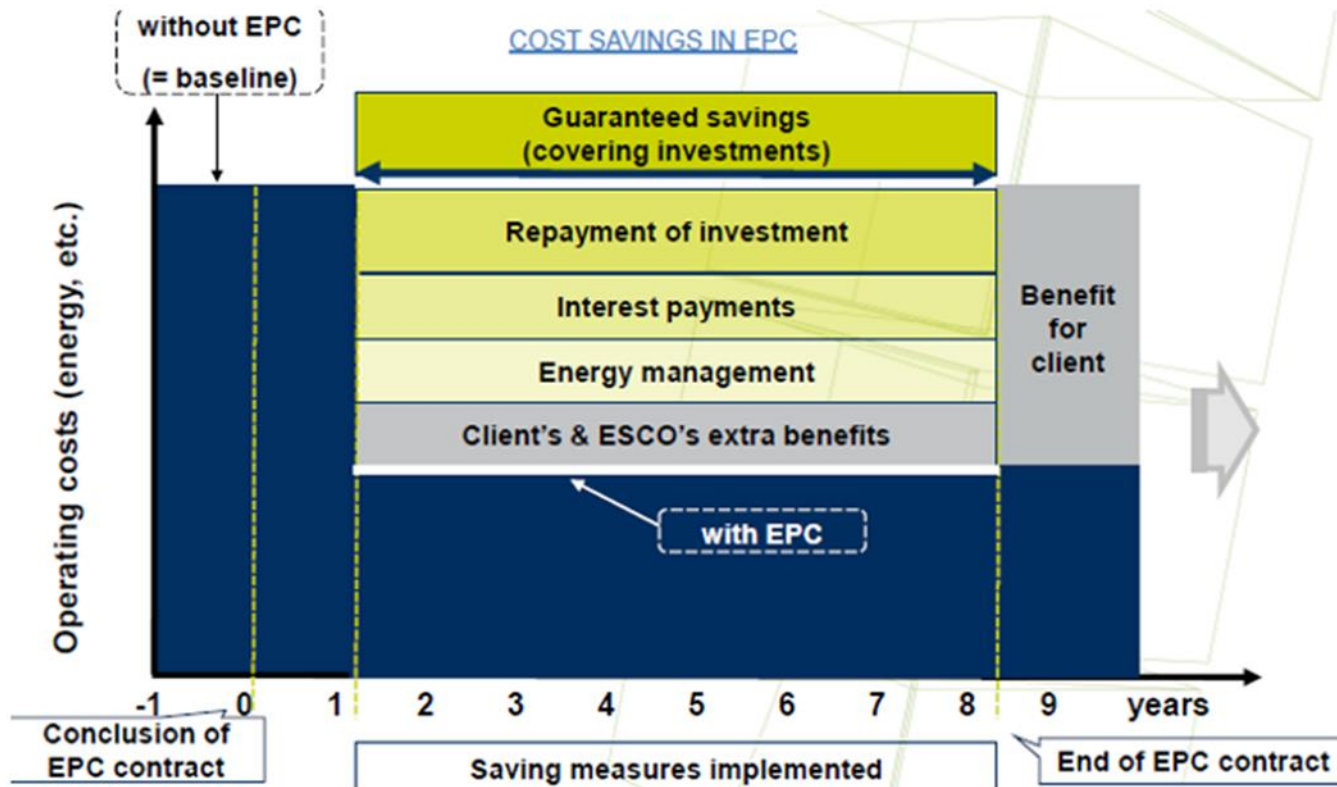 without EPC
(= baseline)
COST SAVINGS IN EPC
Guaranteed savings
(covering investments)
Repayment of investment
Interest payments
Energy management
Client's & ESCO's extra benefits
Benefit
for
client
with EPC
Operating costs (energy, etc.)
-1 0 1 2 3 4 5 6 7 8 9 years
Conclusion of
EPC contract
Saving measures implemented
End of EPC contract